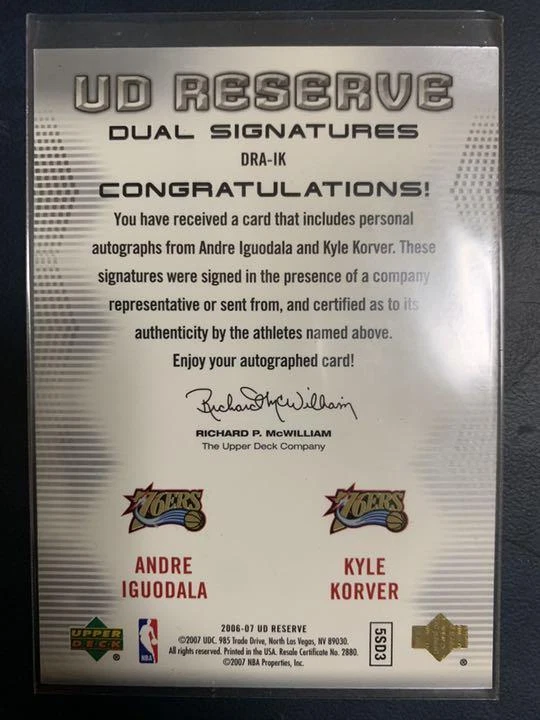 UD RESERVE
DUAL SIGNATURES
DRA-IK
CONGRATULATIONS!
You have received a card that includes personal
autographs from Andre Iguodala and Kyle Korver. These
signatures were signed in the presence of a company
representative or sent from, and certified as to its
authenticity by the athletes named above.
Enjoy your autographed card!
Richard McWilliam
RICHARD P. McWILLIAM
The Upper Deck Company
76ERS
76ERS
ANDRE
IGUODALA
KYLE
KORVER
UPPER
DECK
®
NBA
2006-07 UD RESERVE
©2007 UDC. 985 Trade Drive, North Las Vegas, NV 89030.
All rights reserved. Printed in the USA. Resale Certificate No. 2880.
©2007 NBA Properties, Inc.
5SD3
®